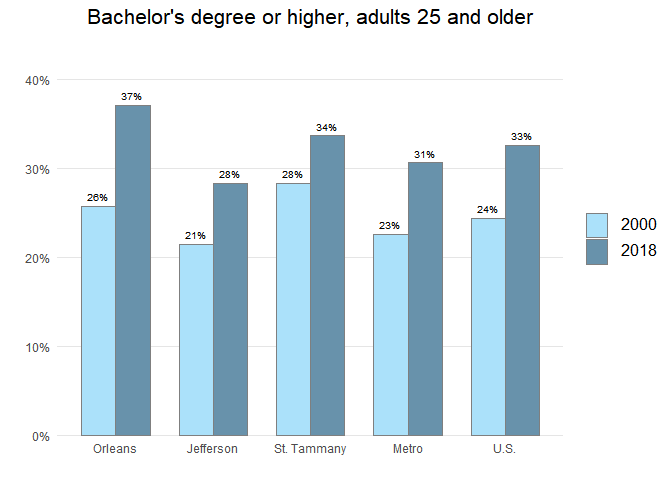 Bachelor's degree or higher, adults 25 and older
40%
30%
20%
10%
0%
26%
37%
21%
28%
28%
34%
23%
31%
24%
33%
Orleans
Jefferson
St. Tammany
Metro
U.S.
2000
2018